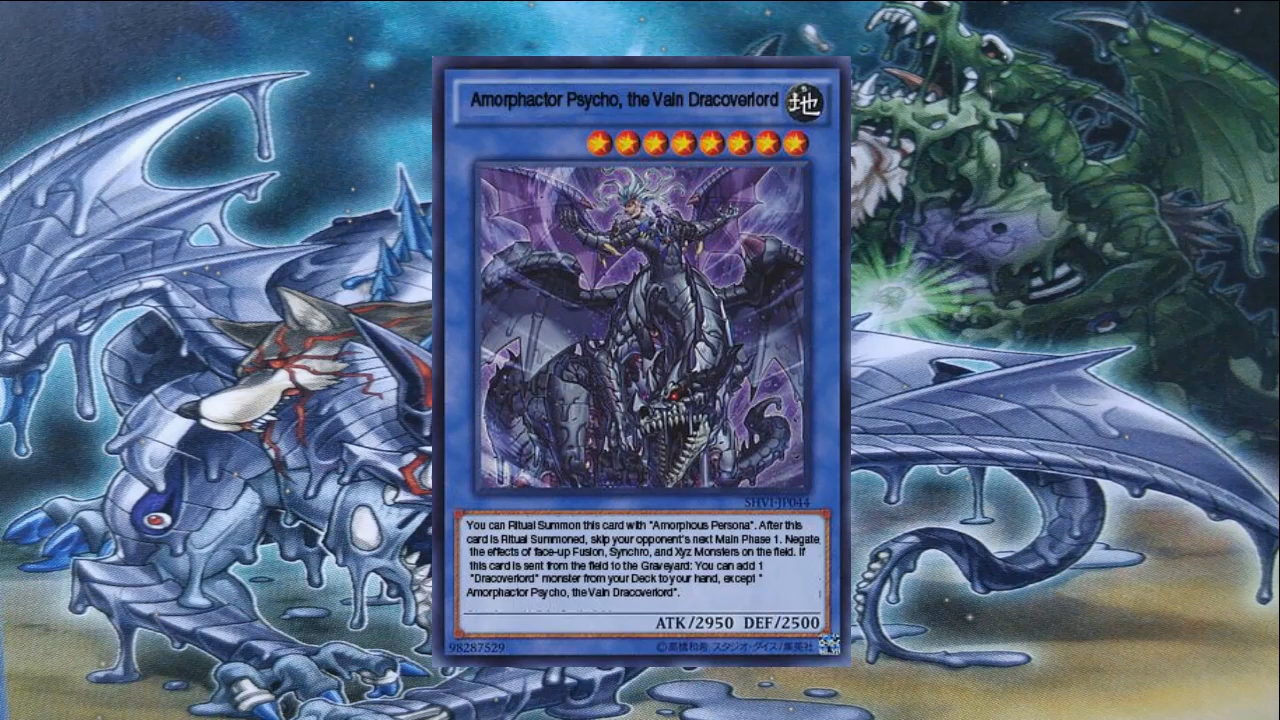 Amorphactor Psycho, the Vain Dracoverlord
地
SHVI-JP044
You can Ritual Summon this card with "Amorphous Persona". After this
card is Ritual Summoned, skip your opponent's next Main Phase 1. Negate
the effects of face-up Fusion, Synchro, and Xyz Monsters on the field. If
this card is sent from the field to the Graveyard: You can add 1
"Dracoverlord" monster from your Deck to your hand, except "
Amorphactor Psycho, the Vain Dracoverlord".
ATK/2950 DEF/2500
98287529
©高橋和希 スタジオ・ダイス/集英社